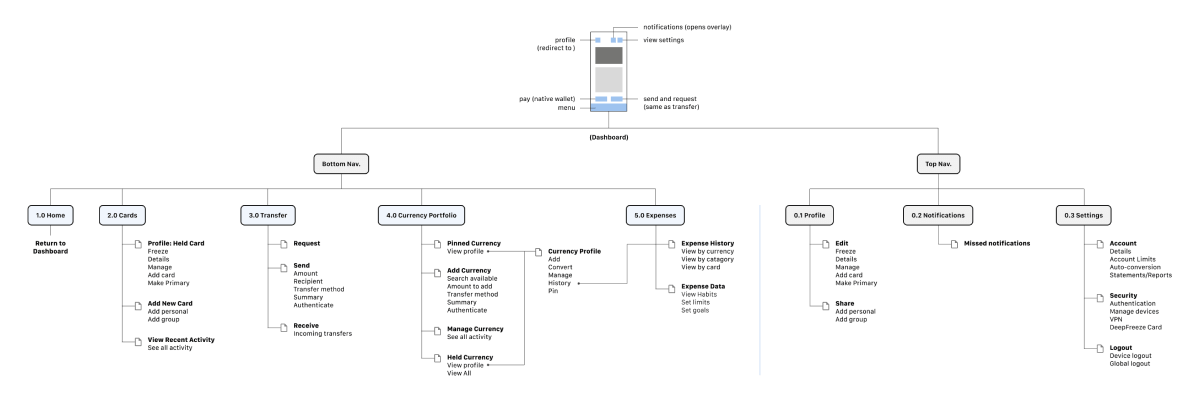 notifications (opens overlay)
profile
(redirect to )
view settings
pay (native wallet)
menu
send and request
(same as transfer)
(Dashboard)
Bottom Nav.
Top Nav.
1.0 Home
2.0 Cards
3.0 Transfer
4.0 Currency Portfolio
5.0 Expenses
0.1 Profile
0.2 Notifications
0.3 Settings
Return to
Dashboard
Profile: Held Card
Freeze
Details
Manage
Add card
Make Primary
Add New Card
Add personal
Add group
View Recent Activity
See all activity
Request
Send
Amount
Recipient
Transfer method
Summary
Authenticate
Receive
Incoming transfers
Pinned Currency
View profile
Add Currency
Search available
Amount to add
Transfer method
Summary
Authenticate
Manage Currency
See all activity
Held Currency
View profile
View All
Currency Profile
Add
Convert
Manage
History
Pin
Expense History
View by currency
View by catagory
View by card
Expense Data
View Habits
Set limits
Set goals
Edit
Freeze
Details
Manage
Add card
Make Primary
Share
Add personal
Add group
Missed notifications
Account
Details
Account Limits
Auto-conversion
Statements/Reports
Security
Authentication
Manage devices
VPN
DeepFreeze Card
Logout
Device logout
Global logout